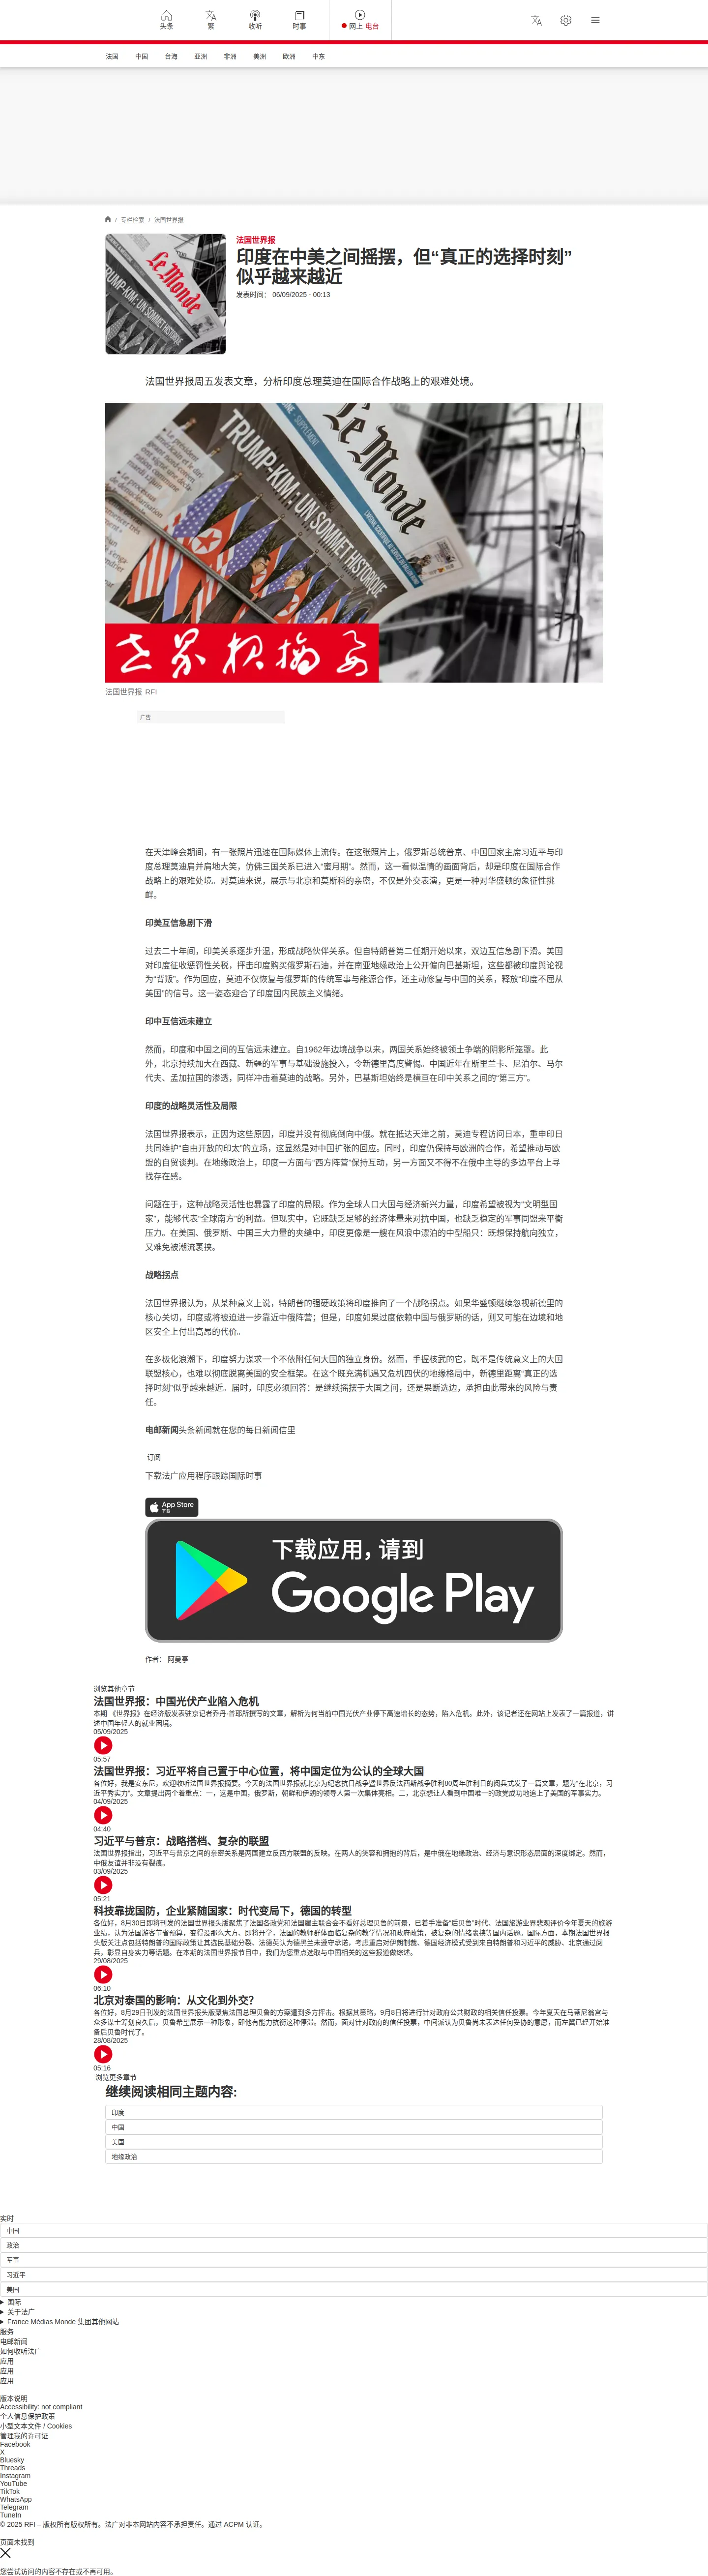 头条
繁
收听
时事
网上 电台
法国 中国 台海 亚洲 非洲 美洲 欧洲 中东
/ 专栏检索 / 法国世界报
法国世界报
印度在中美之间摇摆，但“真正的选择时刻”
似乎越来越近
发表时间： 06/09/2025 - 00:13
Le Monde
TRUMP-KIM : UN SOMMET HISTORIQUE
法国世界报周五发表文章，分析印度总理莫迪在国际合作战略上的艰难处境。
Le Monde
TRUMP-KIM : UN SOMMET HISTORIQUE
世界报摘要
法国世界报 RFI
广告
在天津峰会期间，有一张照片迅速在国际媒体上流传。在这张照片上，俄罗斯总统普京、中国国家主席习近平与印
度总理莫迪肩并肩地大笑，仿佛三国关系已进入“蜜月期”。然而，这一看似温情的画面背后，却是印度在国际合作
战略上的艰难处境。对莫迪来说，展示与北京和莫斯科的亲密，不仅是外交表演，更是一种对华盛顿的象征性挑
衅。
印美互信急剧下滑
过去二十年间，印美关系逐步升温，形成战略伙伴关系。但自特朗普第二任期开始以来，双边互信急剧下滑。美国
对印度征收惩罚性关税，抨击印度购买俄罗斯石油，并在南亚地缘政治上公开偏向巴基斯坦，这些都被印度舆论视
为“背叛”。作为回应，莫迪不仅恢复与俄罗斯的传统军事与能源合作，还主动修复与中国的关系，释放“印度不屈从
美国”的信号。这一姿态迎合了印度国内民族主义情绪。
印中互信远未建立
然而，印度和中国之间的互信远未建立。自1962年边境战争以来，两国关系始终被领土争端的阴影所笼罩。此
外，北京持续加大在西藏、新疆的军事与基础设施投入，令新德里高度警惕。中国近年在斯里兰卡、尼泊尔、马尔
代夫、孟加拉国的渗透，同样冲击着莫迪的战略。另外，巴基斯坦始终是横亘在印中关系之间的“第三方”。
印度的战略灵活性及局限
法国世界报表示，正因为这些原因，印度并没有彻底倒向中俄。就在抵达天津之前，莫迪专程访问日本，重申印日
共同维护“自由开放的印太”的立场，这显然是对中国扩张的回应。同时，印度仍保持与欧洲的合作，希望推动与欧
盟的自贸谈判。在地缘政治上，印度一方面与“西方阵营”保持互动，另一方面又不得不在俄中主导的多边平台上寻
找存在感。
问题在于，这种战略灵活性也暴露了印度的局限。作为全球人口大国与经济新兴力量，印度希望被视为“文明型国
家”，能够代表“全球南方”的利益。但现实中，它既缺乏足够的经济体量来对抗中国，也缺乏稳定的军事同盟来平衡
压力。在美国、俄罗斯、中国三大力量的夹缝中，印度更像是一艘在风浪中漂泊的中型船只：既想保持航向独立，
又难免被潮流裹挟。
战略拐点
法国世界报认为，从某种意义上说，特朗普的强硬政策将印度推向了一个战略拐点。如果华盛顿继续忽视新德里的
核心关切，印度或将被迫进一步靠近中俄阵营；但是，印度如果过度依赖中国与俄罗斯的话，则又可能在边境和地
区安全上付出高昂的代价。
在多极化浪潮下，印度努力谋求一个不依附任何大国的独立身份。然而，手握核武的它，既不是传统意义上的大国
联盟核心，也难以彻底脱离美国的安全框架。在这个既充满机遇又危机四伏的地缘格局中，新德里距离“真正的选
择时刻”似乎越来越近。届时，印度必须回答：是继续摇摆于大国之间，还是果断选边，承担由此带来的风险与责
任。
电邮新闻头条新闻就在您的每日新闻信里
订阅
下载法广应用程序跟踪国际时事
App Store
下载
下载应用，请到
Google Play
作者： 阿曼亭
浏览其他章节
法国世界报：中国光伏产业陷入危机
本期 《世界报》在经济版发表驻京记者乔丹·普耶所撰写的文章，解析为何当前中国光伏产业停下高速增长的态势，陷入危机。此外，该记者还在网站上发表了一篇报道，讲
述中国年轻人的就业困境。
05/09/2025
05:57
法国世界报：习近平将自己置于中心位置，将中国定位为公认的全球大国
各位好，我是安东尼，欢迎收听法国世界报摘要。今天的法国世界报就北京为纪念抗日战争暨世界反法西斯战争胜利80周年胜利日的阅兵式发了一篇文章，题为“在北京，习
近平秀实力”。文章提出两个着重点：一，这是中国，俄罗斯，朝鲜和伊朗的领导人第一次集体亮相。二，北京想让人看到中国唯一的政党成功地追上了美国的军事实力。
04/09/2025
04:40
习近平与普京：战略搭档、复杂的联盟
法国世界报指出，习近平与普京之间的亲密关系是两国建立反西方联盟的反映。在两人的笑容和拥抱的背后，是中俄在地缘政治、经济与意识形态层面的深度绑定。然而，
中俄友谊并非没有裂痕。
03/09/2025
05:21
科技靠拢国防，企业紧随国家：时代变局下，德国的转型
各位好，8月30日即将刊发的法国世界报头版聚焦了法国各政党和法国雇主联合会不看好总理贝鲁的前景，已着手准备“后贝鲁”时代、法国旅游业界悲观评价今年夏天的旅游
业绩，认为法国游客节省预算，变得没那么大方、即将开学，法国的教师群体面临复杂的教学情况和政府政策，被复杂的情绪裹挟等国内话题。国际方面，本期法国世界报
头版关注点包括特朗普的国际政策让其选民基础分裂、法德英认为德黑兰未遵守承诺，考虑重启对伊朗制裁、德国经济模式受到来自特朗普和习近平的威胁、北京通过阅
兵，彰显自身实力等话题。在本期的法国世界报节目中，我们为您重点选取与中国相关的这些报道做综述。
29/08/2025
06:10
北京对泰国的影响：从文化到外交？
各位好，8月29日刊发的法国世界报头版聚焦法国总理贝鲁的方案遭到多方抨击。根据其策略，9月8日将进行针对政府公共财政的相关信任投票。今年夏天在马蒂尼翁宫与
众多谋士筹划良久后，贝鲁希望展示一种形象，即他有能力抗衡这种停滞。然而，面对针对政府的信任投票，中间派认为贝鲁尚未表达任何妥协的意愿，而左翼已经开始准
备后贝鲁时代了。
28/08/2025
05:16
浏览更多章节
继续阅读相同主题内容:
印度
中国
美国
地缘政治
实时
中国
政治
军事
习近平
美国
国际
关于法广
France Médias Monde 集团其他网站
服务
电邮新闻
如何收听法广
应用
应用
应用
版本说明
Accessibility: not compliant
个人信息保护政策
小型文本文件 / Cookies
管理我的许可证
Facebook
X
Bluesky
Threads
Instagram
YouTube
TikTok
WhatsApp
Telegram
TuneIn
© 2025 RFI – 版权所有版权所有。法广对非本网站内容不承担责任。通过 ACPM 认证。
页面未找到
您尝试访问的内容不存在或不再可用。